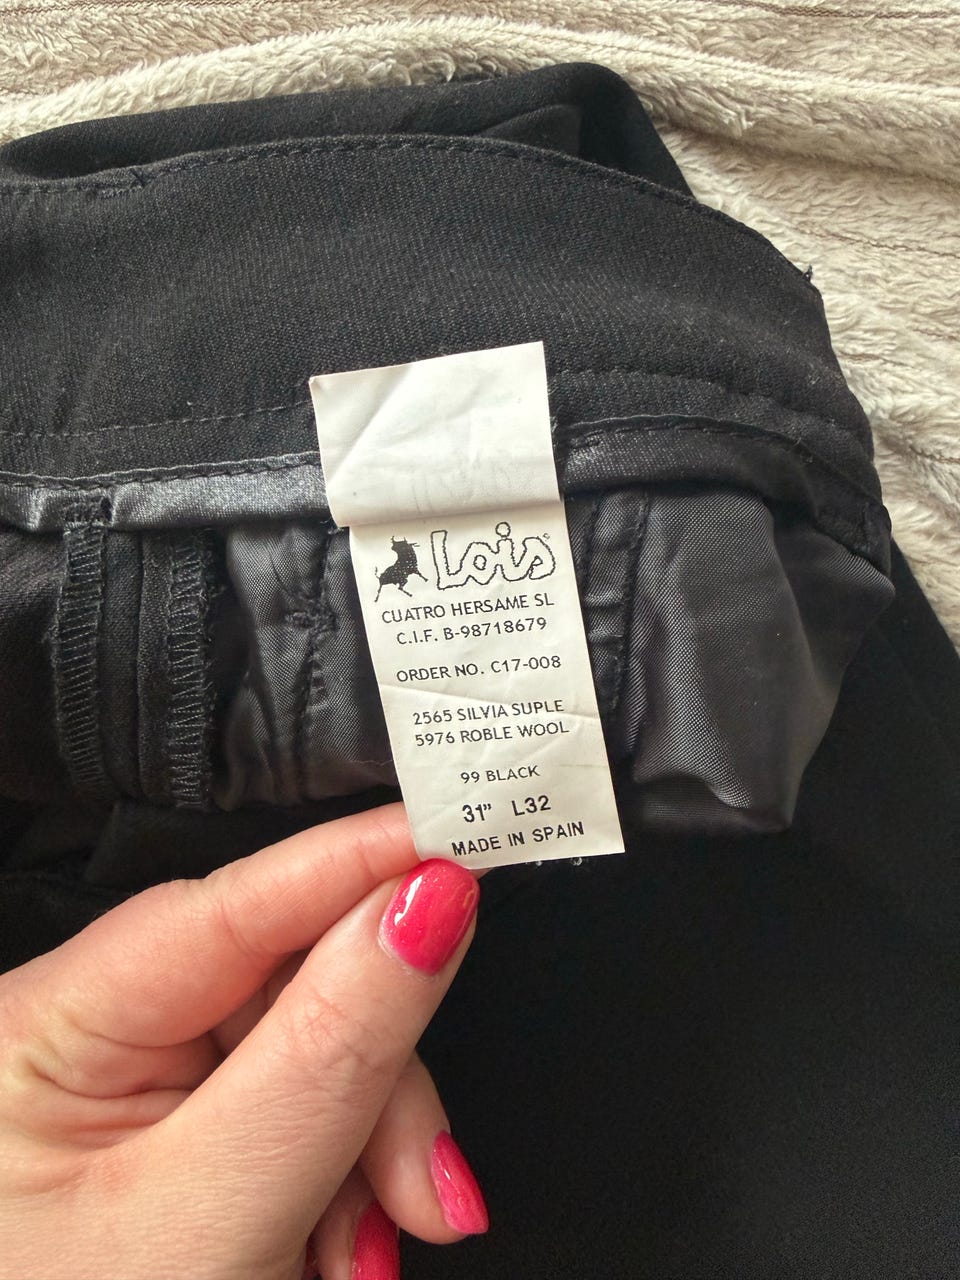 Lois
CUATRO HERSAME SL
C.I.F. B-98718679
ORDER NO. C17-008
2565 SILVIA SUPLE
5976 ROBLE WOOL
99 BLACK
31" L32
MADE IN SPAIN